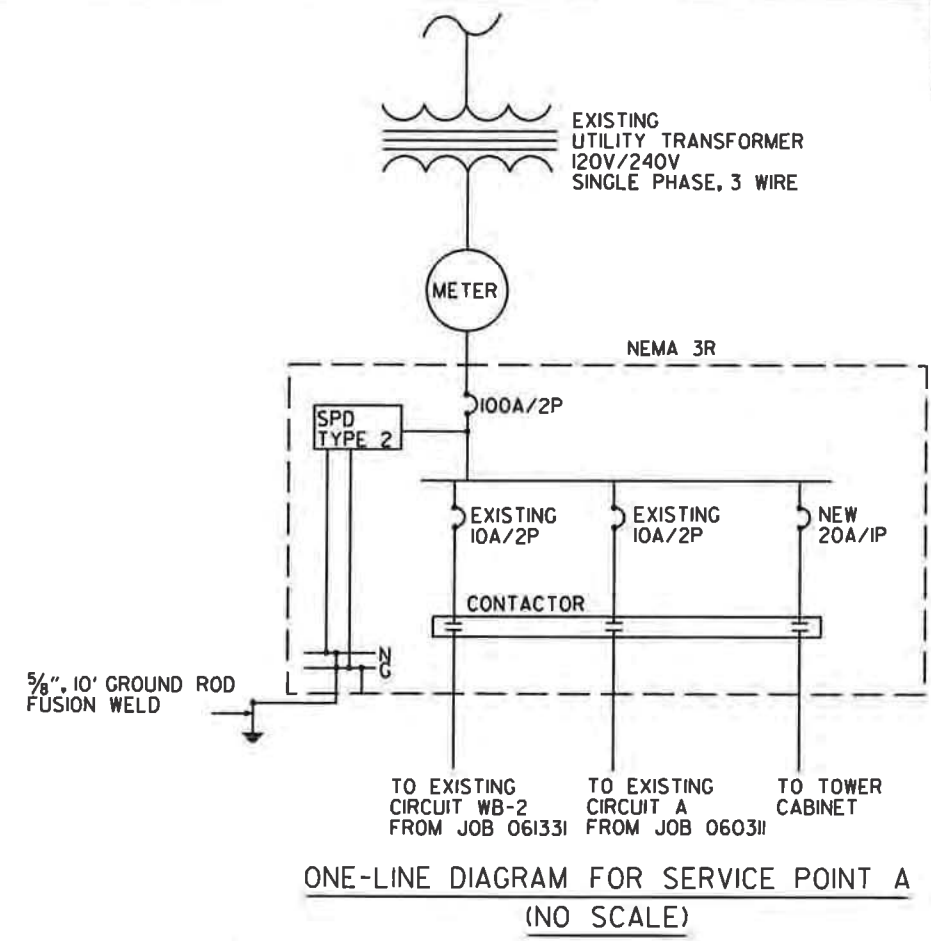 EXISTING
UTILITY TRANSFORMER
120V/240V
SINGLE PHASE, 3 WIRE
METER
NEMA 3R
100A/2P
SPD
TYPE 2
EXISTING
10A/2P
EXISTING
10A/2P
NEW
20A/1P
CONTACTOR
N
G
5/8", 10' GROUND ROD
FUSION WELD
TO EXISTING
CIRCUIT WB-2
FROM JOB 061331
TO EXISTING
CIRCUIT A
FROM JOB 060311
TO TOWER
CABINET
ONE-LINE DIAGRAM FOR SERVICE POINT A
(NO SCALE)